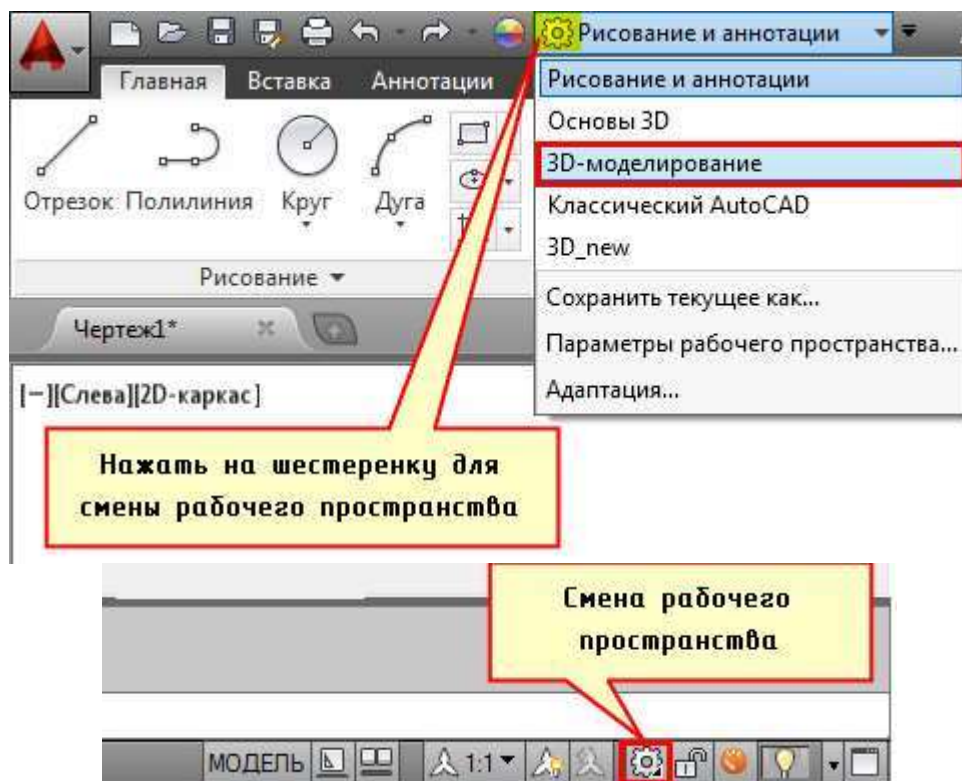 Рисование и аннотации
Главная Вставка Аннотации
Рисование и аннотации
Основы 3D
3D-моделирование
Классический AutoCAD
3D_new
Сохранить текущее как...
Параметры рабочего пространства...
Адаптация...
Отрезок Полилиния Круг Дуга
Рисование
Чертеж1*
[−][Слева][2D-каркас]
Нажать на шестеренку для
смены рабочего пространства
Смена рабочего
пространства
МОДЕЛЬ 1:1